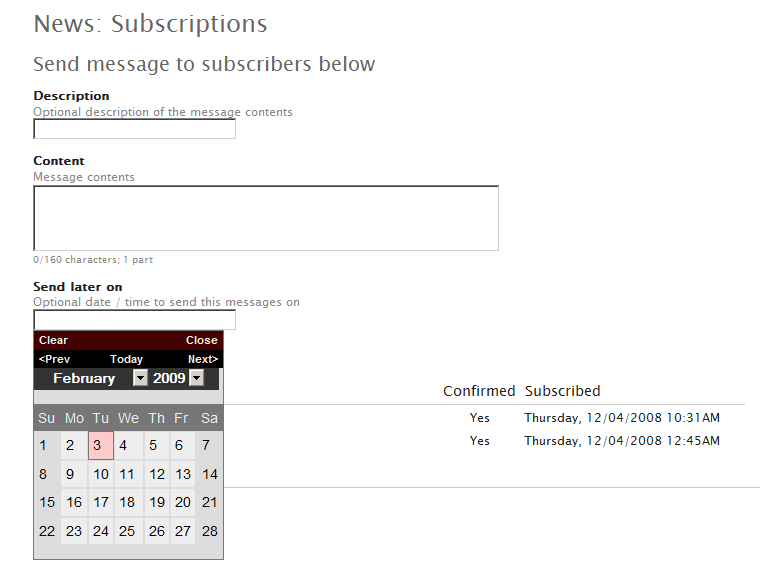 News: Subscriptions
Send message to subscribers below
Description
Optional description of the message contents
Content
Message contents
0/160 characters; 1 part
Send later on
Optional date / time to send this messages on
Clear Close
<Prev Today Next>
February 2009
Confirmed Subscribed
Su Mo Tu We Th Fr Sa
Yes Thursday, 12/04/2008 10:31AM
1 2 3 4 5 6 7
Yes Thursday, 12/04/2008 12:45AM
8 9 10 11 12 13 14
15 16 17 18 19 20 21
22 23 24 25 26 27 28